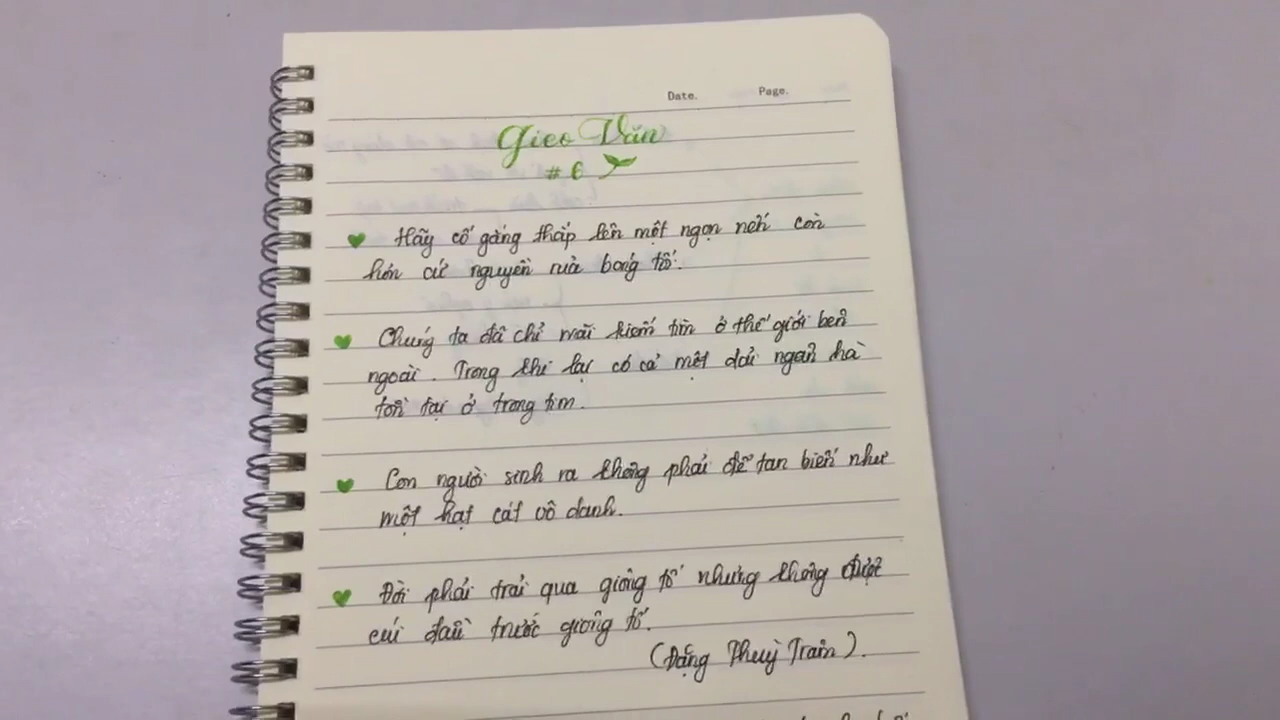 Date. Page.
Gieo Văn
#6
Hãy cố gắng thắp lên một ngọn nến còn
hơn cứ nguyền rủa bóng tối.
Chúng ta đã chỉ mãi kiếm tìm ở thế giới bên
ngoài. Trong khi lại có cả một dải ngân hà
tồn tại ở trong tim.
Con người sinh ra không phải để tan biến như
một hạt cát vô danh.
Đời phải trải qua giông tố nhưng không được
cúi đầu trước giông tố.
(Đặng Thuỳ Trâm).